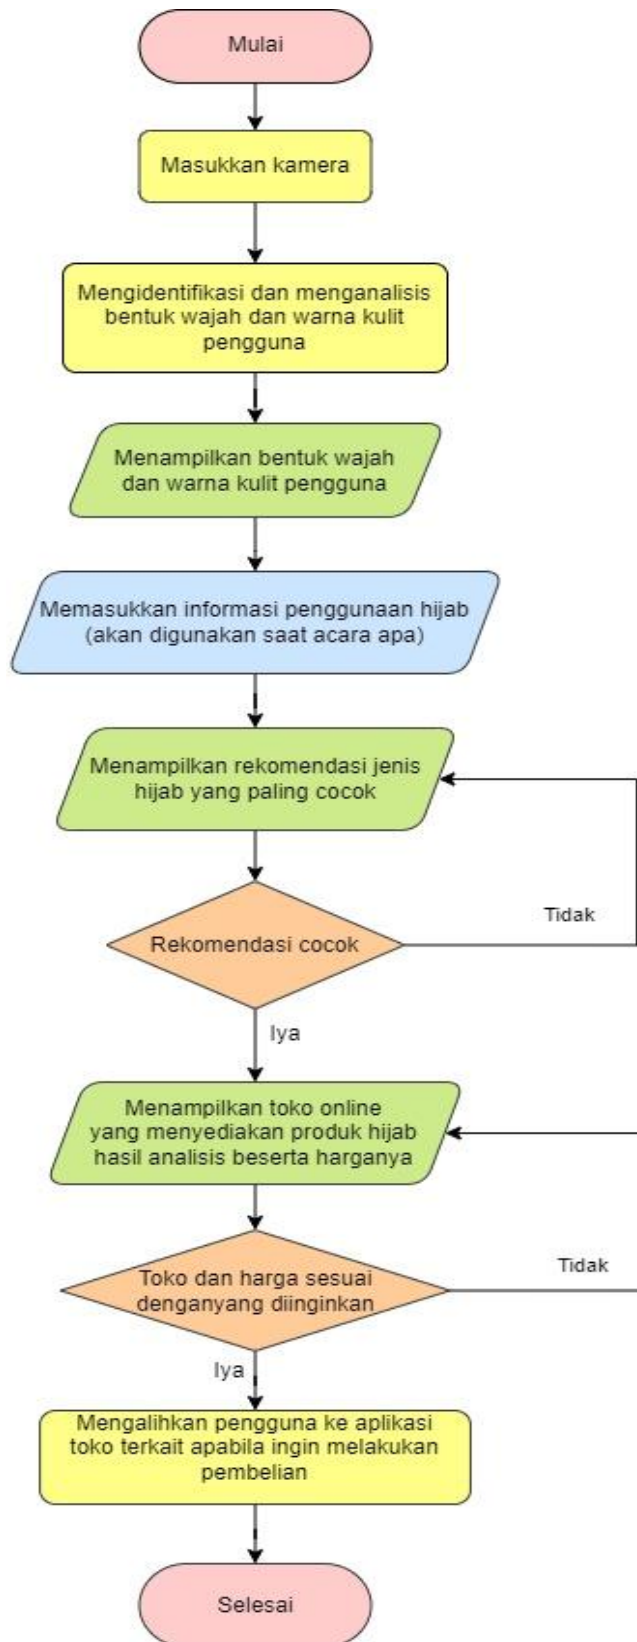 Mulai
Masukkan kamera
Mengidentifikasi dan menganalisis
bentuk wajah dan warna kulit
pengguna
Menampilkan bentuk wajah
dan warna kulit pengguna
Memasukkan informasi penggunaan hijab
(akan digunakan saat acara apa)
Menampilkan rekomendasi jenis
hijab yang paling cocok
Tidak
Rekomendasi cocok
Iya
Menampilkan toko online
yang menyediakan produk hijab
hasil analisis beserta harganya
Tidak
Toko dan harga sesuai
denganyang diinginkan
Iya
Mengalihkan pengguna ke aplikasi
toko terkait apabila ingin melakukan
pembelian
Selesai